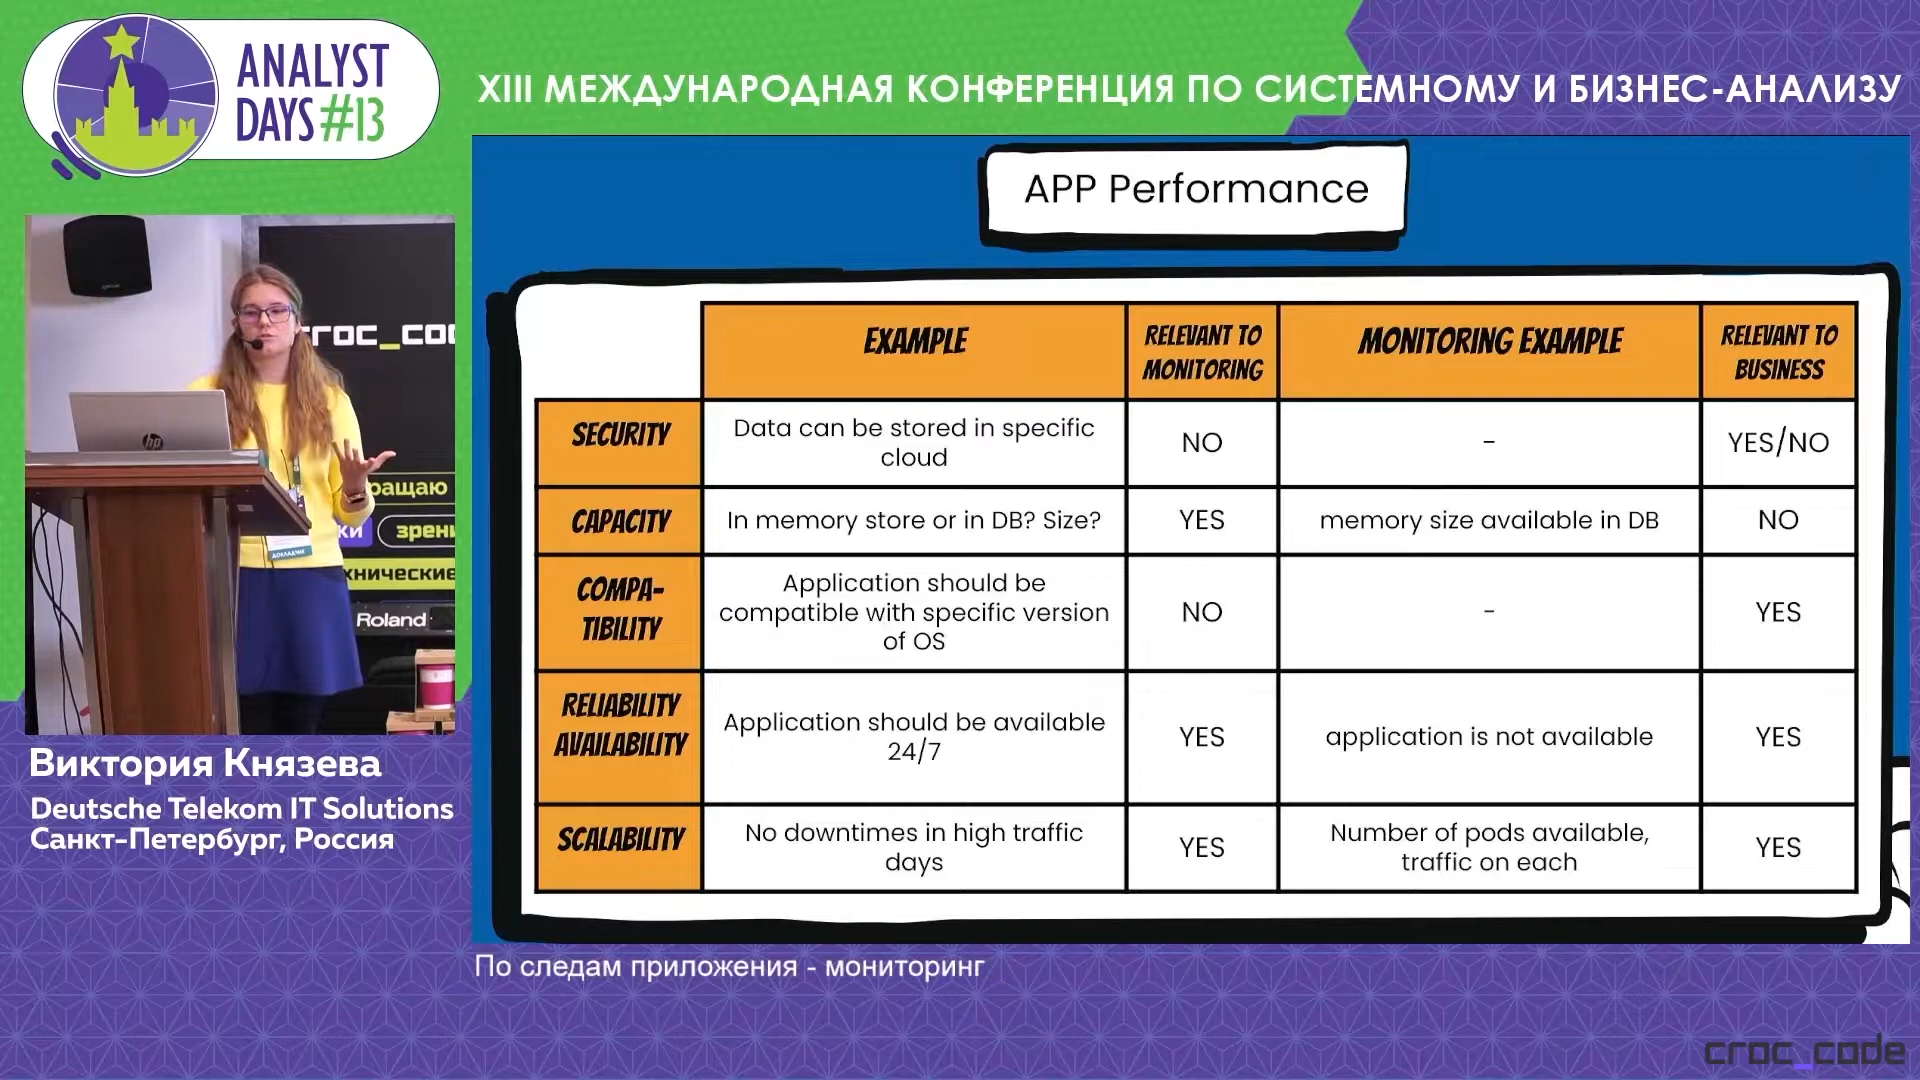 ANALYST
DAYS #13
XIII МЕЖДУНАРОДНАЯ КОНФЕРЕНЦИЯ ПО СИСТЕМНОМУ И БИЗНЕС-АНАЛИЗУ
APP Performance
EXAMPLE
RELEVANT TO
MONITORING
MONITORING EXAMPLE
RELEVANT TO
BUSINESS
SECURITY
Data can be stored in specific
cloud
NO
-
YES/NO
CAPACITY
In memory store or in DB? Size?
YES
memory size available in DB
NO
COMPA-
TIBILITY
Application should be
compatible with specific version
of OS
NO
-
YES
RELIABILITY
AVAILABILITY
Application should be available
24/7
YES
application is not available
YES
SCALABILITY
No downtimes in high traffic
days
YES
Number of pods available,
traffic on each
YES
hp
Roland
ДОКЛАДЧИК
Виктория Князева
Deutsche Telekom IT Solutions
Санкт-Петербург, Россия
По следам приложения - мониторинг
croc_code